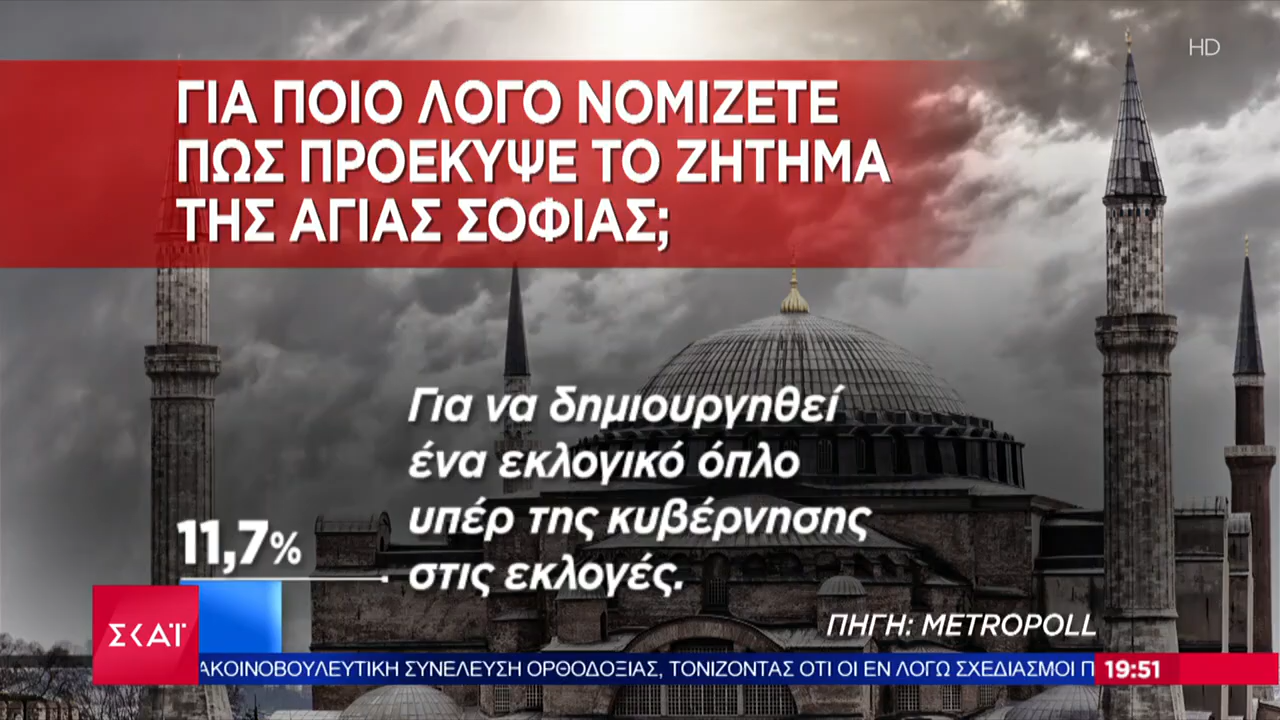 HD
ΓΙΑ ΠΟΙΟ ΛΟΓΟ ΝΟΜΙΖΕΤΕ
ΠΩΣ ΠΡΟΕΚΥΨΕ ΤΟ ΖΗΤΗΜΑ
ΤΗΣ ΑΓΙΑΣ ΣΟΦΙΑΣ;
Για να δημιουργηθεί
ένα εκλογικό όπλο
υπέρ της κυβέρνησης
στις εκλογές.
11,7%
ΠΗΓΗ: METROPOLL
ΣΚΑΪ
ΑΚΟΙΝΟΒΟΥΛΕΥΤΙΚΗ ΣΥΝΕΛΕΥΣΗ ΟΡΘΟΔΟΞΙΑΣ, ΤΟΝΙΖΟΝΤΑΣ ΟΤΙ ΟΙ ΕΝ ΛΟΓΩ ΣΧΕΔΙΑΣΜΟΙ Π
19:51